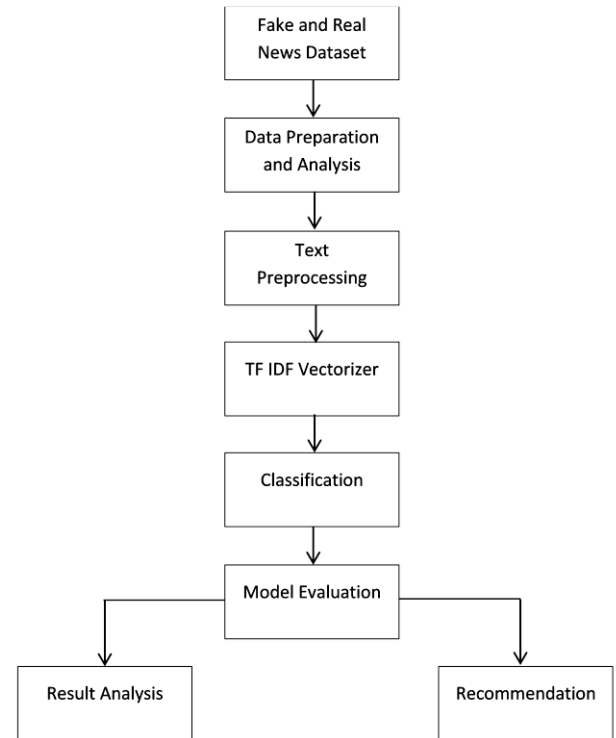 Fake and Real
News Dataset
Data Preparation
and Analysis
Text
Preprocessing
TF IDF Vectorizer
Classification
Model Evaluation
Result Analysis
Recommendation